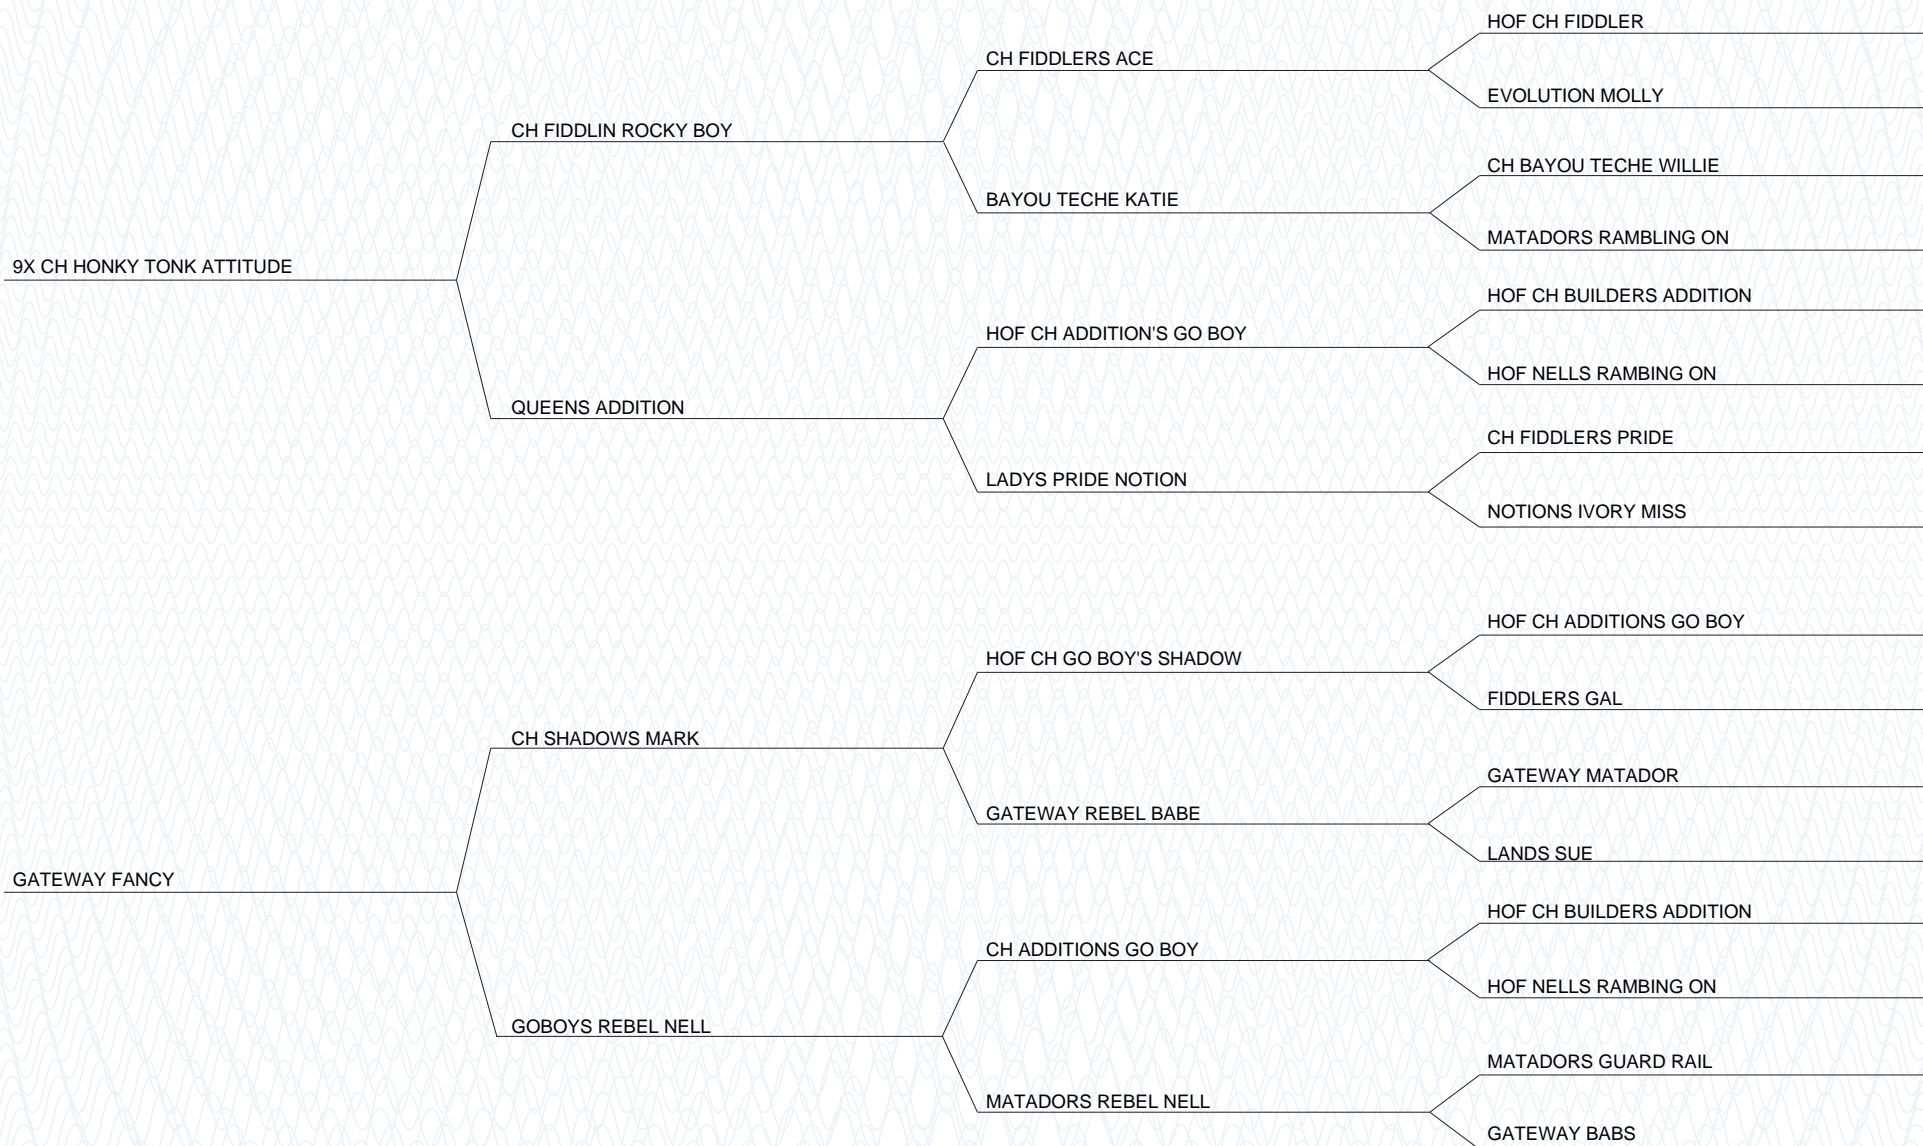 HOF CH FIDDLER
CH FIDDLERS ACE
EVOLUTION MOLLY
CH FIDDLIN ROCKY BOY
CH BAYOU TECHE WILLIE
BAYOU TECHE KATIE
MATADORS RAMBLING ON
9X CH HONKY TONK ATTITUDE
HOF CH BUILDERS ADDITION
HOF CH ADDITION'S GO BOY
HOF NELLS RAMBING ON
QUEENS ADDITION
CH FIDDLERS PRIDE
LADYS PRIDE NOTION
NOTIONS IVORY MISS
HOF CH ADDITIONS GO BOY
HOF CH GO BOY'S SHADOW
FIDDLERS GAL
CH SHADOWS MARK
GATEWAY MATADOR
GATEWAY REBEL BABE
LANDS SUE
GATEWAY FANCY
HOF CH BUILDERS ADDITION
CH ADDITIONS GO BOY
HOF NELLS RAMBING ON
GOBOYS REBEL NELL
MATADORS GUARD RAIL
MATADORS REBEL NELL
GATEWAY BABS